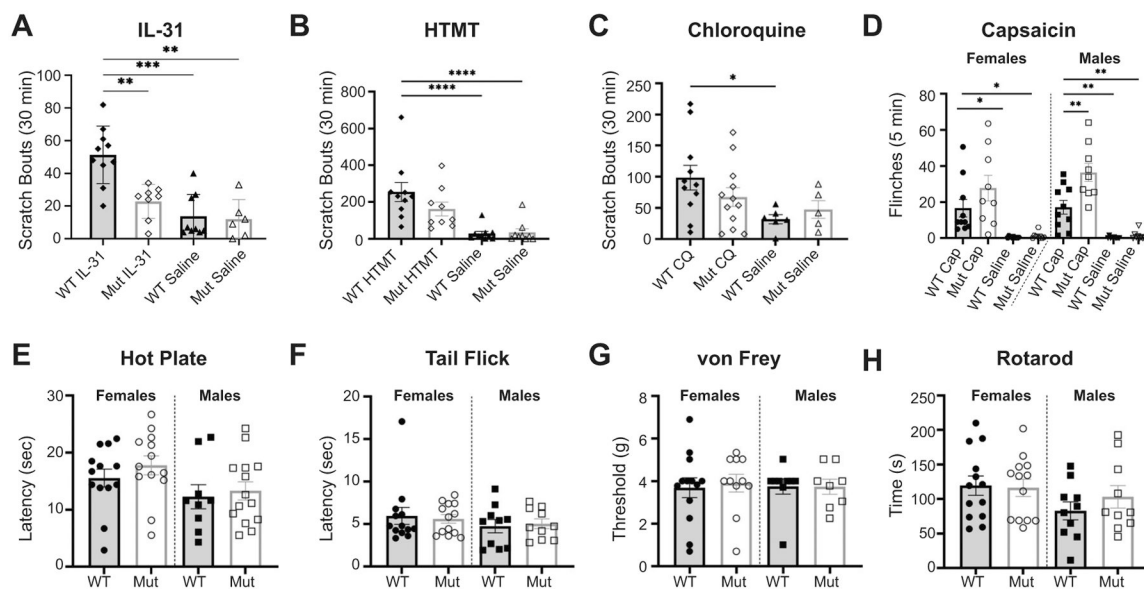 A IL-31
**
***
**
Scratch Bouts (30 min)
100
80
60
40
20
0
WT IL-31
Mut IL-31
WT Saline
Mut Saline
B HTMT
****
****
Scratch Bouts (30 min)
800
600
400
200
0
WT HTMT
Mut HTMT
WT Saline
Mut Saline
C Chloroquine
*
Scratch Bouts (30 min)
250
200
150
100
50
0
WT CQ
Mut CQ
WT Saline
Mut Saline
D Capsaicin
Females Males
*
*
**
**
**
Flinches (5 min)
80
60
40
20
0
WT Cap
Mut Cap
WT Saline
Mut Saline
WT Cap
Mut Cap
WT Saline
Mut Saline
E Hot Plate
Females Males
Latency (sec)
30
20
10
0
WT Mut WT Mut
F Tail Flick
Females Males
Latency (sec)
20
15
10
5
0
WT Mut WT Mut
G von Frey
Females Males
Threshold (g)
8
6
4
2
0
WT Mut WT Mut
H Rotarod
Females Males
Time (s)
250
200
150
100
50
0
WT Mut WT Mut